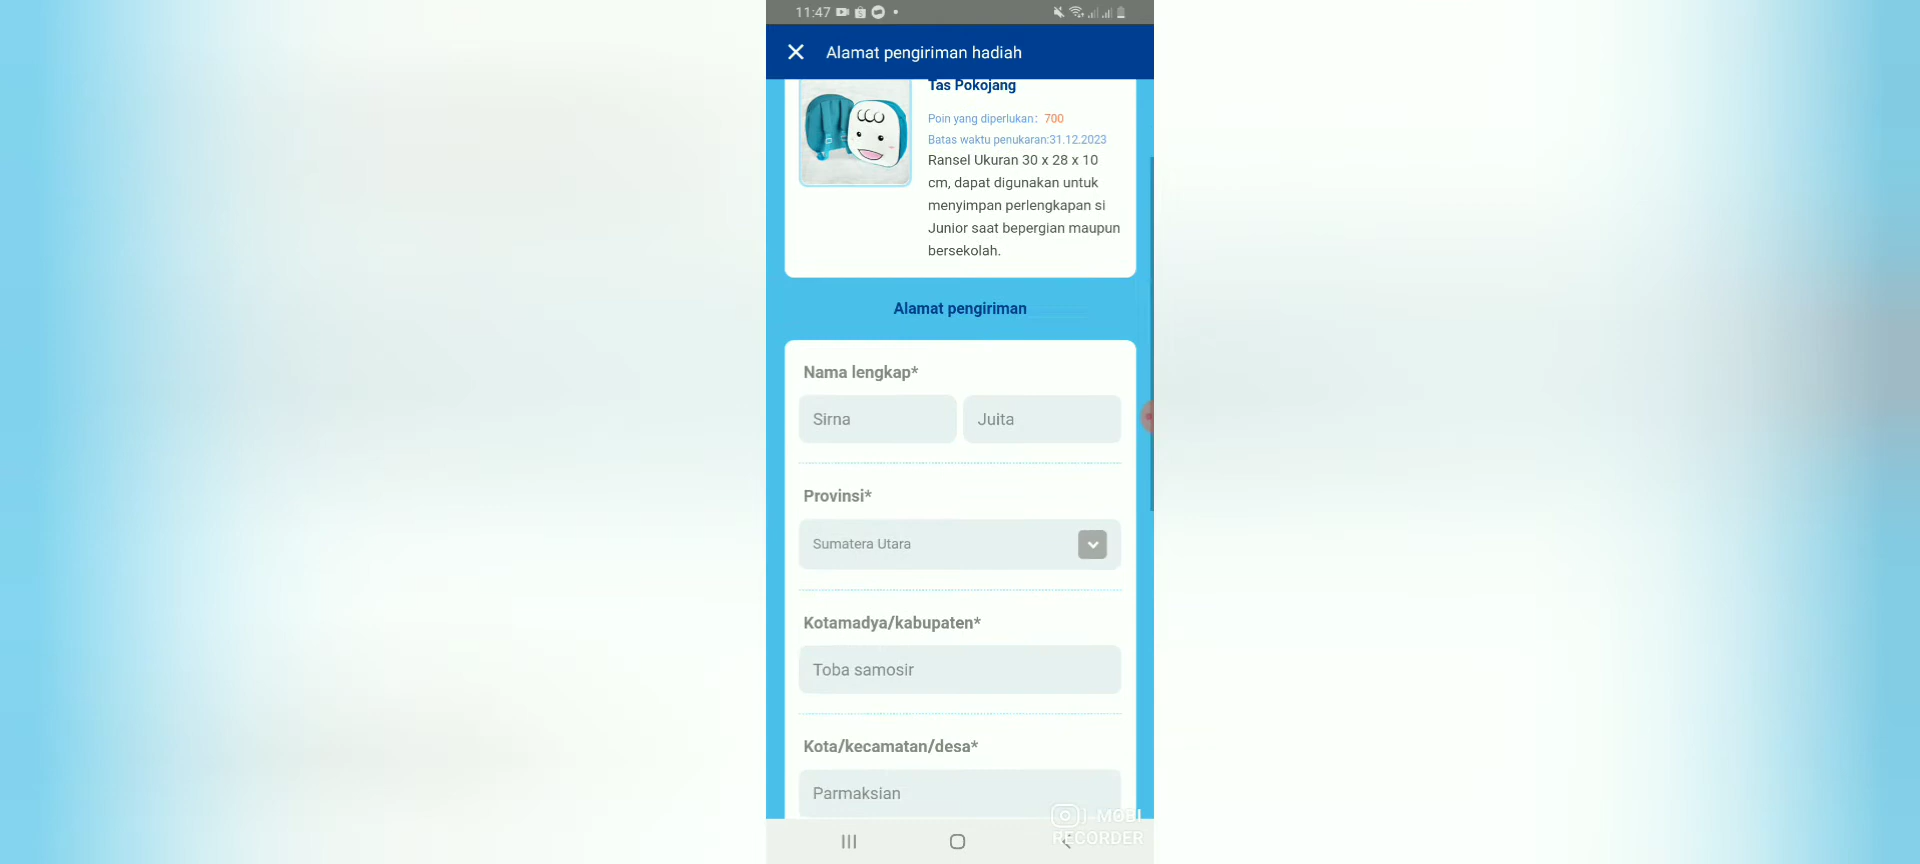 11:47
Alamat pengiriman hadiah
Tas Pokojang
Poin yang diperlukan: 700
Batas waktu penukaran:31.12.2023
Ransel Ukuran 30 x 28 x 10
cm, dapat digunakan untuk
menyimpan perlengkapan si
Junior saat bepergian maupun
bersekolah.
Alamat pengiriman
Nama lengkap*
Sirna Juita
Provinsi*
Sumatera Utara
Kotamadya/kabupaten*
Toba samosir
Kota/kecamatan/desa*
Parmaksian
MOBI
RECORDER